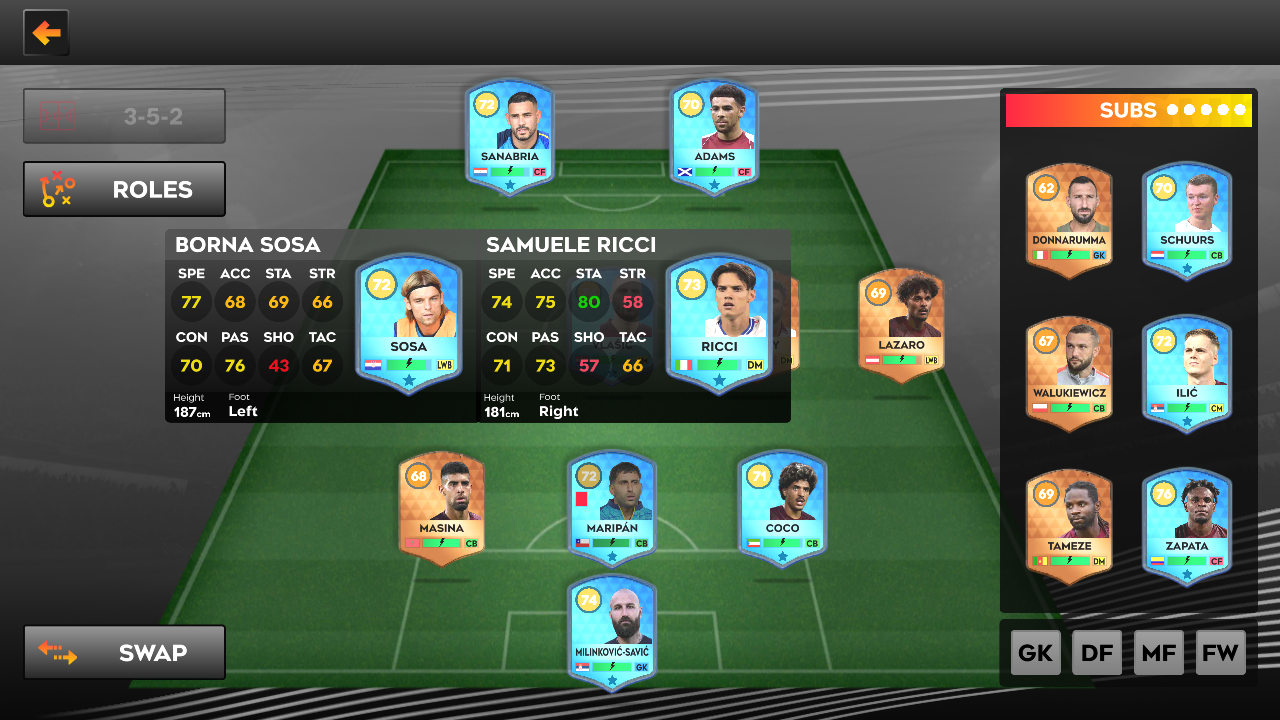 3-5-2
ROLES
72
SANABRIA
CF
70
ADAMS
CF
SUBS
62
DONNARUMMA
GK
70
SCHUURS
CB
BORNA SOSA
SPE ACC STA STR
77 68 69 66
CON PAS SHO TAC
70 76 43 67
Height Foot
187cm Left
72
SOSA
LWB
SAMUELE RICCI
SPE ACC STA STR
74 75 80 58
CON PAS SHO TAC
71 73 57 66
Height Foot
181cm Right
73
RICCI
DM
DM
69
LAZARO
LWB
67
WALUKIEWICZ
CB
72
ILIĆ
CM
68
MASINA
CB
72
MARIPÁN
CB
71
COCO
CB
69
TAMEZE
DM
76
ZAPATA
CF
74
MILINKOVIĆ-SAVIĆ
GK
SWAP
GK DF MF FW